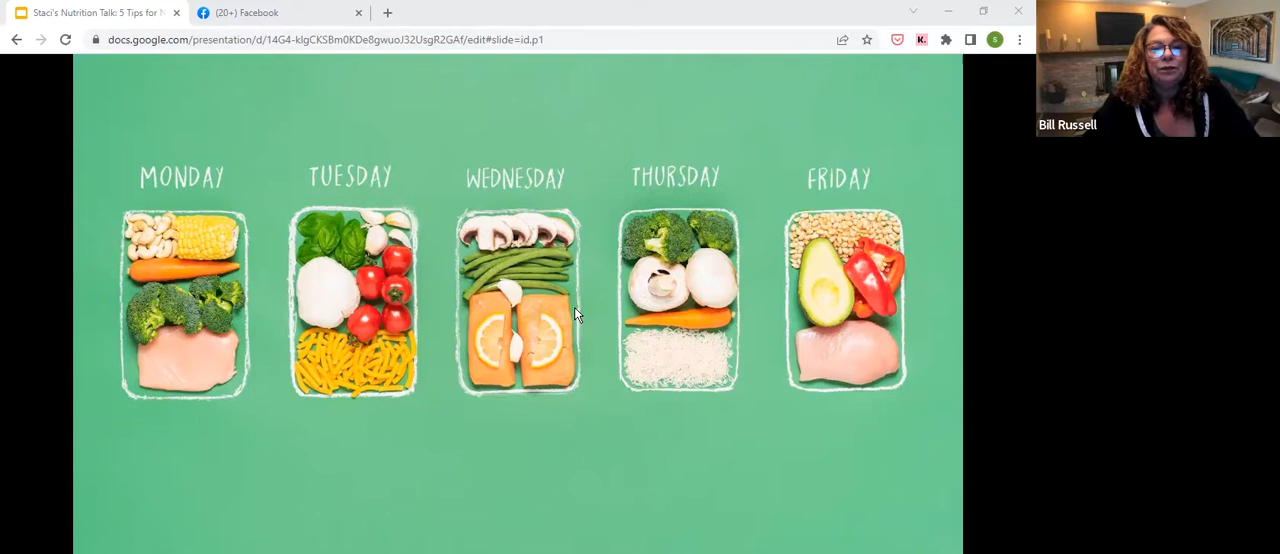 Staci's Nutrition Talk: 5 Tips for N
(20+) Facebook
docs.google.com/presentation/d/14G4-klgCKSBm0KDe8gwuoJ32UsgR2GAf/edit#slide=id.p1
K.
S
Bill Russell
MONDAY
TUESDAY
WEDNESDAY
THURSDAY
FRIDAY